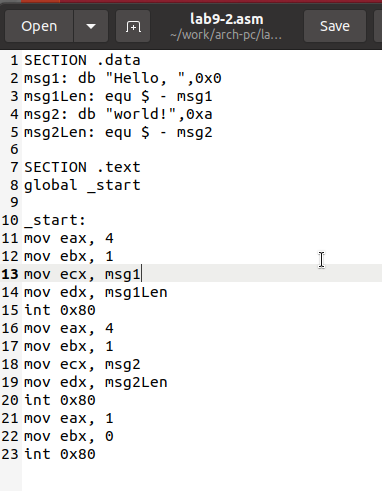 Open lab9-2.asm Save
~/work/arch-pc/la...
1 SECTION .data
2 msg1: db "Hello, ",0x0
3 msg1Len: equ $ - msg1
4 msg2: db "world!",0xa
5 msg2Len: equ $ - msg2
6
7 SECTION .text
8 global _start
9
10 _start:
11 mov eax, 4
12 mov ebx, 1
13 mov ecx, msg1
14 mov edx, msg1Len
15 int 0x80
16 mov eax, 4
17 mov ebx, 1
18 mov ecx, msg2
19 mov edx, msg2Len
20 int 0x80
21 mov eax, 1
22 mov ebx, 0
23 int 0x80